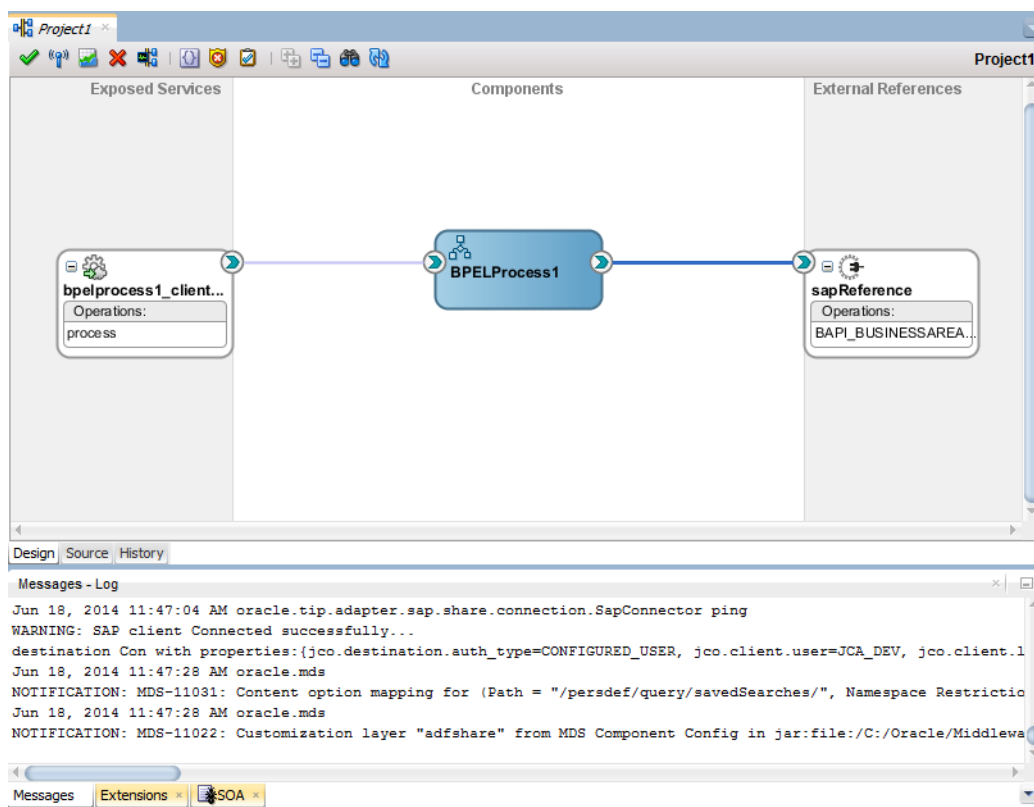 Project1
Project1
Exposed Services
Components
External References
bpelprocess1_client...
Operations:
process
BPELProcess1
sapReference
Operations:
BAPI_BUSINESSAREA...
Design Source History
Messages - Log
Jun 18, 2014 11:47:04 AM oracle.tip.adapter.sap.share.connection.SapConnector ping
WARNING: SAP client Connected successfully...
destination Con with properties:{jco.destination.auth_type=CONFIGURED_USER, jco.client.user=JCA_DEV, jco.client.l
Jun 18, 2014 11:47:28 AM oracle.mds
NOTIFICATION: MDS-11031: Content option mapping for (Path = "/persdef/query/savedSearches/", Namespace Restrictio
Jun 18, 2014 11:47:28 AM oracle.mds
NOTIFICATION: MDS-11022: Customization layer "adfshare" from MDS Component Config in jar:file:/C:/Oracle/Middlewa
Messages Extensions SOA